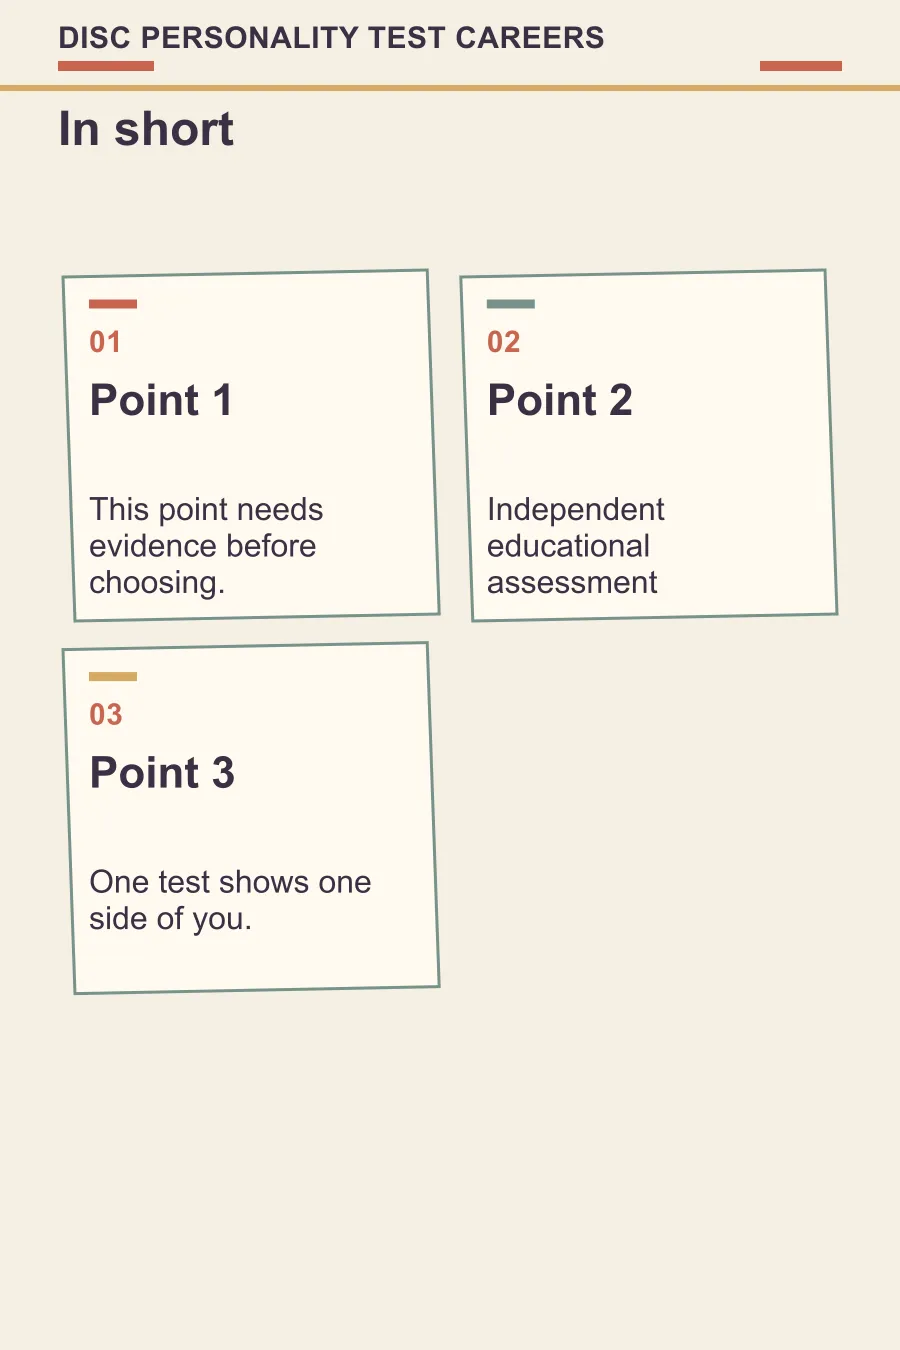 DISC PERSONALITY TEST CAREERS
In short
01
Point 1
This point needs
evidence before
choosing.
02
Point 2
Independent
educational
assessment
03
Point 3
One test shows one
side of you.